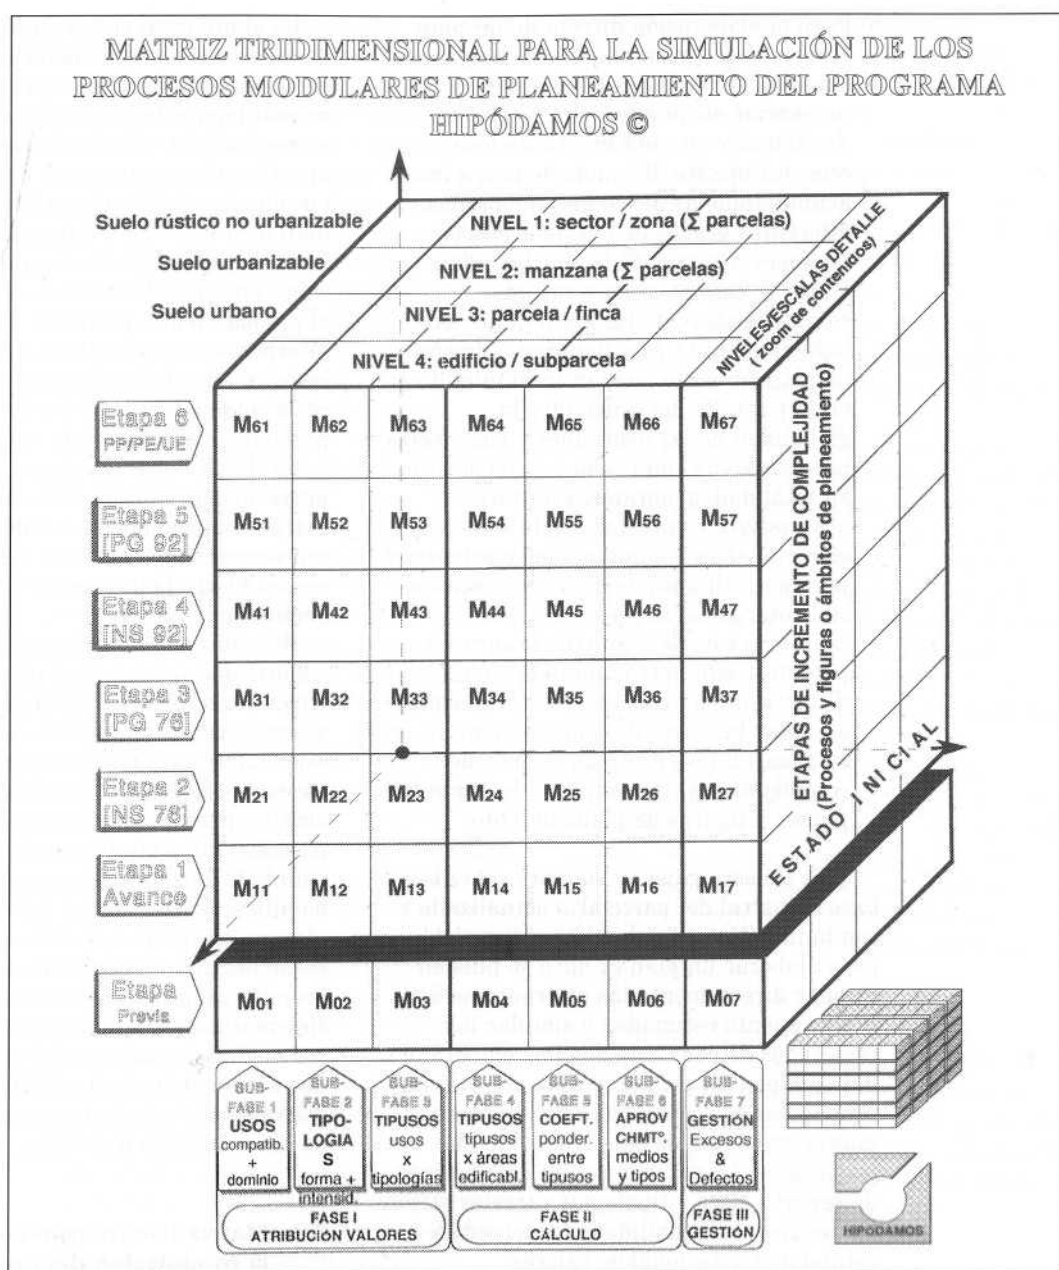 MATRIZ TRIDIMENSIONAL PARA LA SIMULACIÓN DE LOS
PROCESOS MODULARES DE PLANEAMIENTO DEL PROGRAMA
HIPÓDAMOS ©
Suelo rústico no urbanizable
NIVEL 1: sector / zona (Σ parcelas)
Suelo urbanizable
NIVEL 2: manzana (Σ parcelas)
Suelo urbano
NIVEL 3: parcela / finca
NIVEL 4: edificio / subparcela
NIVELES/ESCALAS DETALLE
( zoom de contenidos)
ETAPAS DE INCREMENTO DE COMPLEJIDAD
(Procesos y figuras o ámbitos de planeamiento)
ESTADO INICIAL
Etapa 6
PP/PE/UE
M61 M62 M63 M64 M65 M66 M67
Etapa 5
[PG 92]
M51 M52 M53 M54 M55 M56 M57
Etapa 4
[NS 92]
M41 M42 M43 M44 M45 M46 M47
Etapa 3
[PG 76]
M31 M32 M33 M34 M35 M36 M37
Etapa 2
[NS 76]
M21 M22 M23 M24 M25 M26 M27
Etapa 1
Avance
M11 M12 M13 M14 M15 M16 M17
Etapa
Previa
M01 M02 M03 M04 M05 M06 M07
SUB-
FASE 1
USOS
compatib.
+
dominio
SUB-
FASE 2
TIPO-
LOGIA
S
forma +
intensid.
SUB-
FASE 3
TIPUSOS
usos
x
tipologías
FASE I
ATRIBUCIÓN VALORES
SUB-
FASE 4
TIPUSOS
tipusos
x áreas
edificabl.
SUB-
FASE 5
COEFT.
ponder.
entre
tipusos
SUB-
FASE 6
APROV
CHMTº.
medios
y tipos
FASE II
CÁLCULO
SUB-
FASE 7
GESTIÓN
Excesos
&
Defectos
FASE III
GESTIÓN
HIPODAMOS